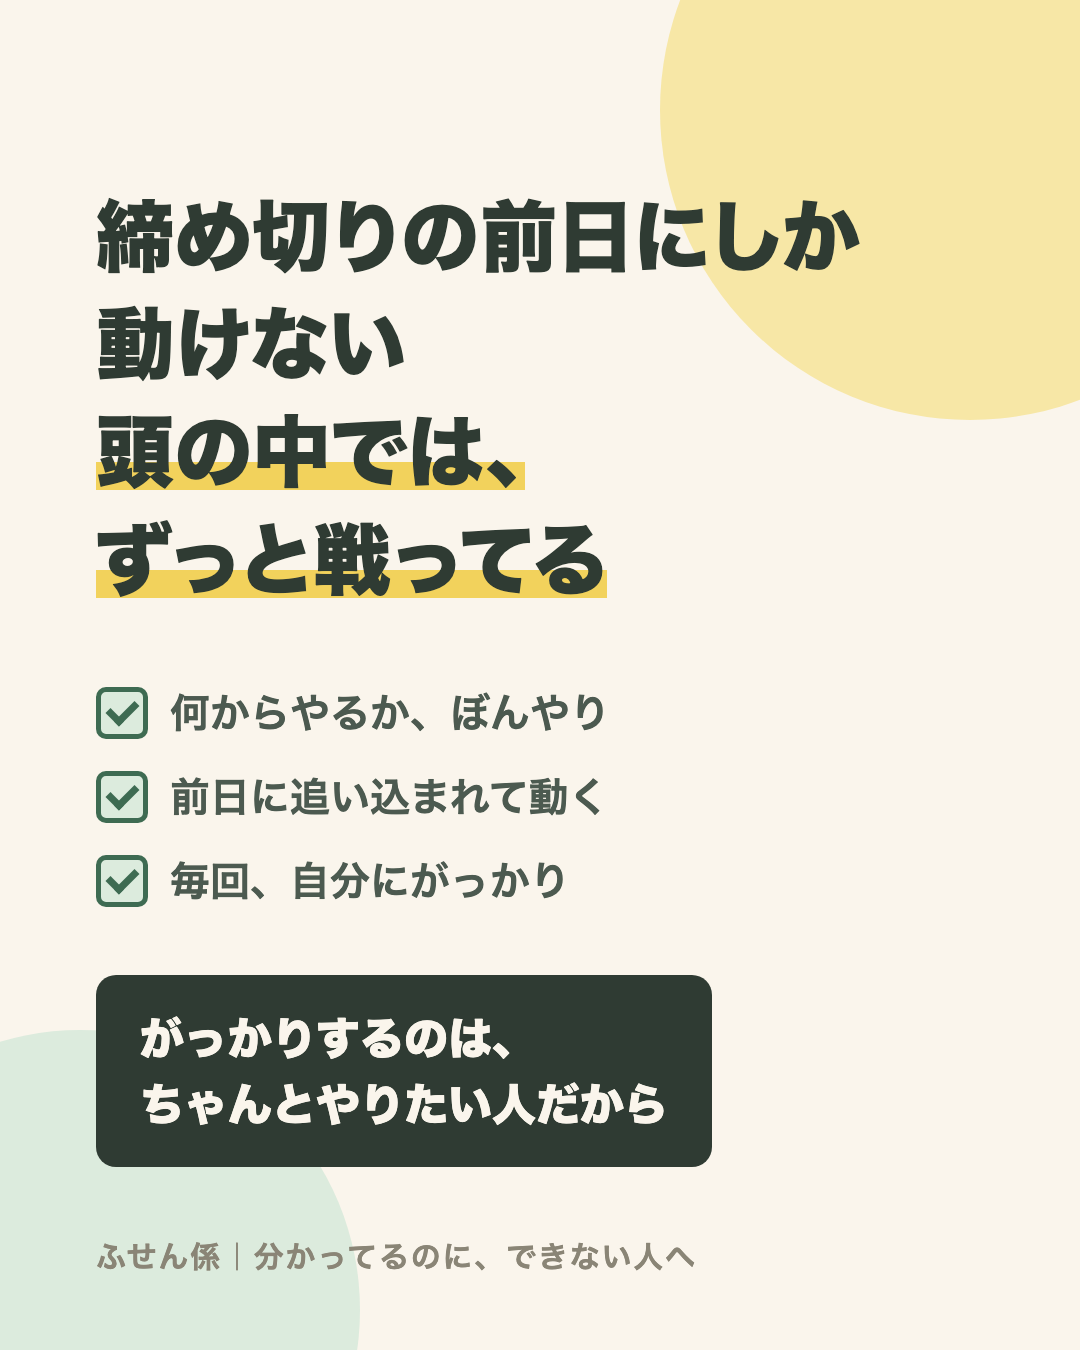 締め切りの前日にしか
動けない
頭の中では、
ずっと戦ってる
何からやるか、ぼんやり
前日に追い込まれて動く
毎回、自分にがっかり
がっかりするのは、
ちゃんとやりたい人だから
ふせん係｜分かってるのに、できない人へ